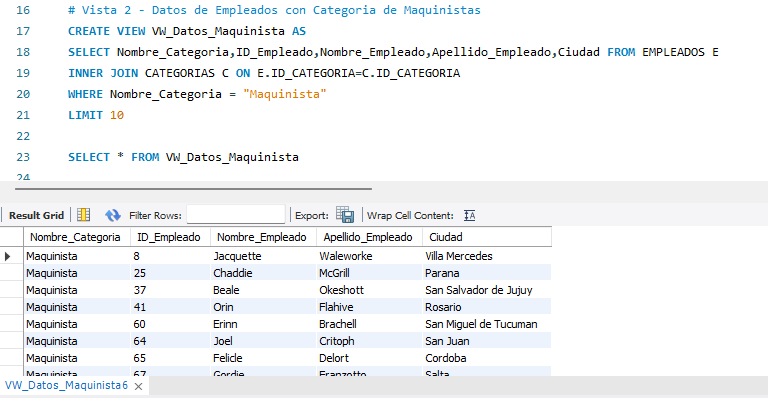 16 # Vista 2 - Datos de Empleados con Categoria de Maquinistas
17 CREATE VIEW VW_Datos_Maquinista AS
18 SELECT Nombre_Categoria,ID_Empleado,Nombre_Empleado,Apellido_Empleado,Ciudad FROM EMPLEADOS E
19 INNER JOIN CATEGORIAS C ON E.ID_CATEGORIA=C.ID_CATEGORIA
20 WHERE Nombre_Categoria = "Maquinista"
21 LIMIT 10
22
23 SELECT * FROM VW_Datos_Maquinista
24
Result Grid Filter Rows: Export: Wrap Cell Content: IA
Nombre_Categoria ID_Empleado Nombre_Empleado Apellido_Empleado Ciudad
Maquinista 8 Jacquette Waleworke Villa Mercedes
Maquinista 25 Chaddie McGrill Parana
Maquinista 37 Beale Okeshott San Salvador de Jujuy
Maquinista 41 Orin Flahive Rosario
Maquinista 60 Erinn Brachell San Miguel de Tucuman
Maquinista 64 Joel Critoph San Juan
Maquinista 65 Felicle Delort Cordoba
Maquinista 67 Gordie Franzotto Salta
VW_Datos_Maquinista6